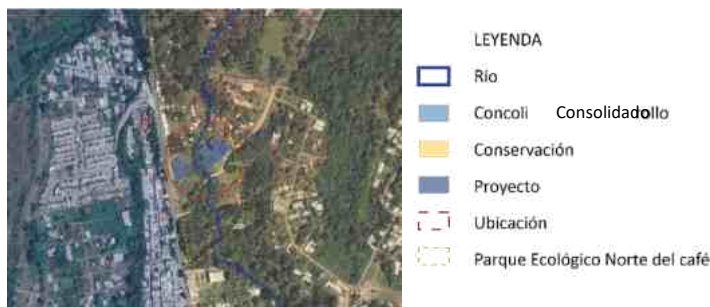 LEYENDA
Río
Concoli Consolidadollo
Conservación
Proyecto
Ubicación
Parque Ecológico Norte del café